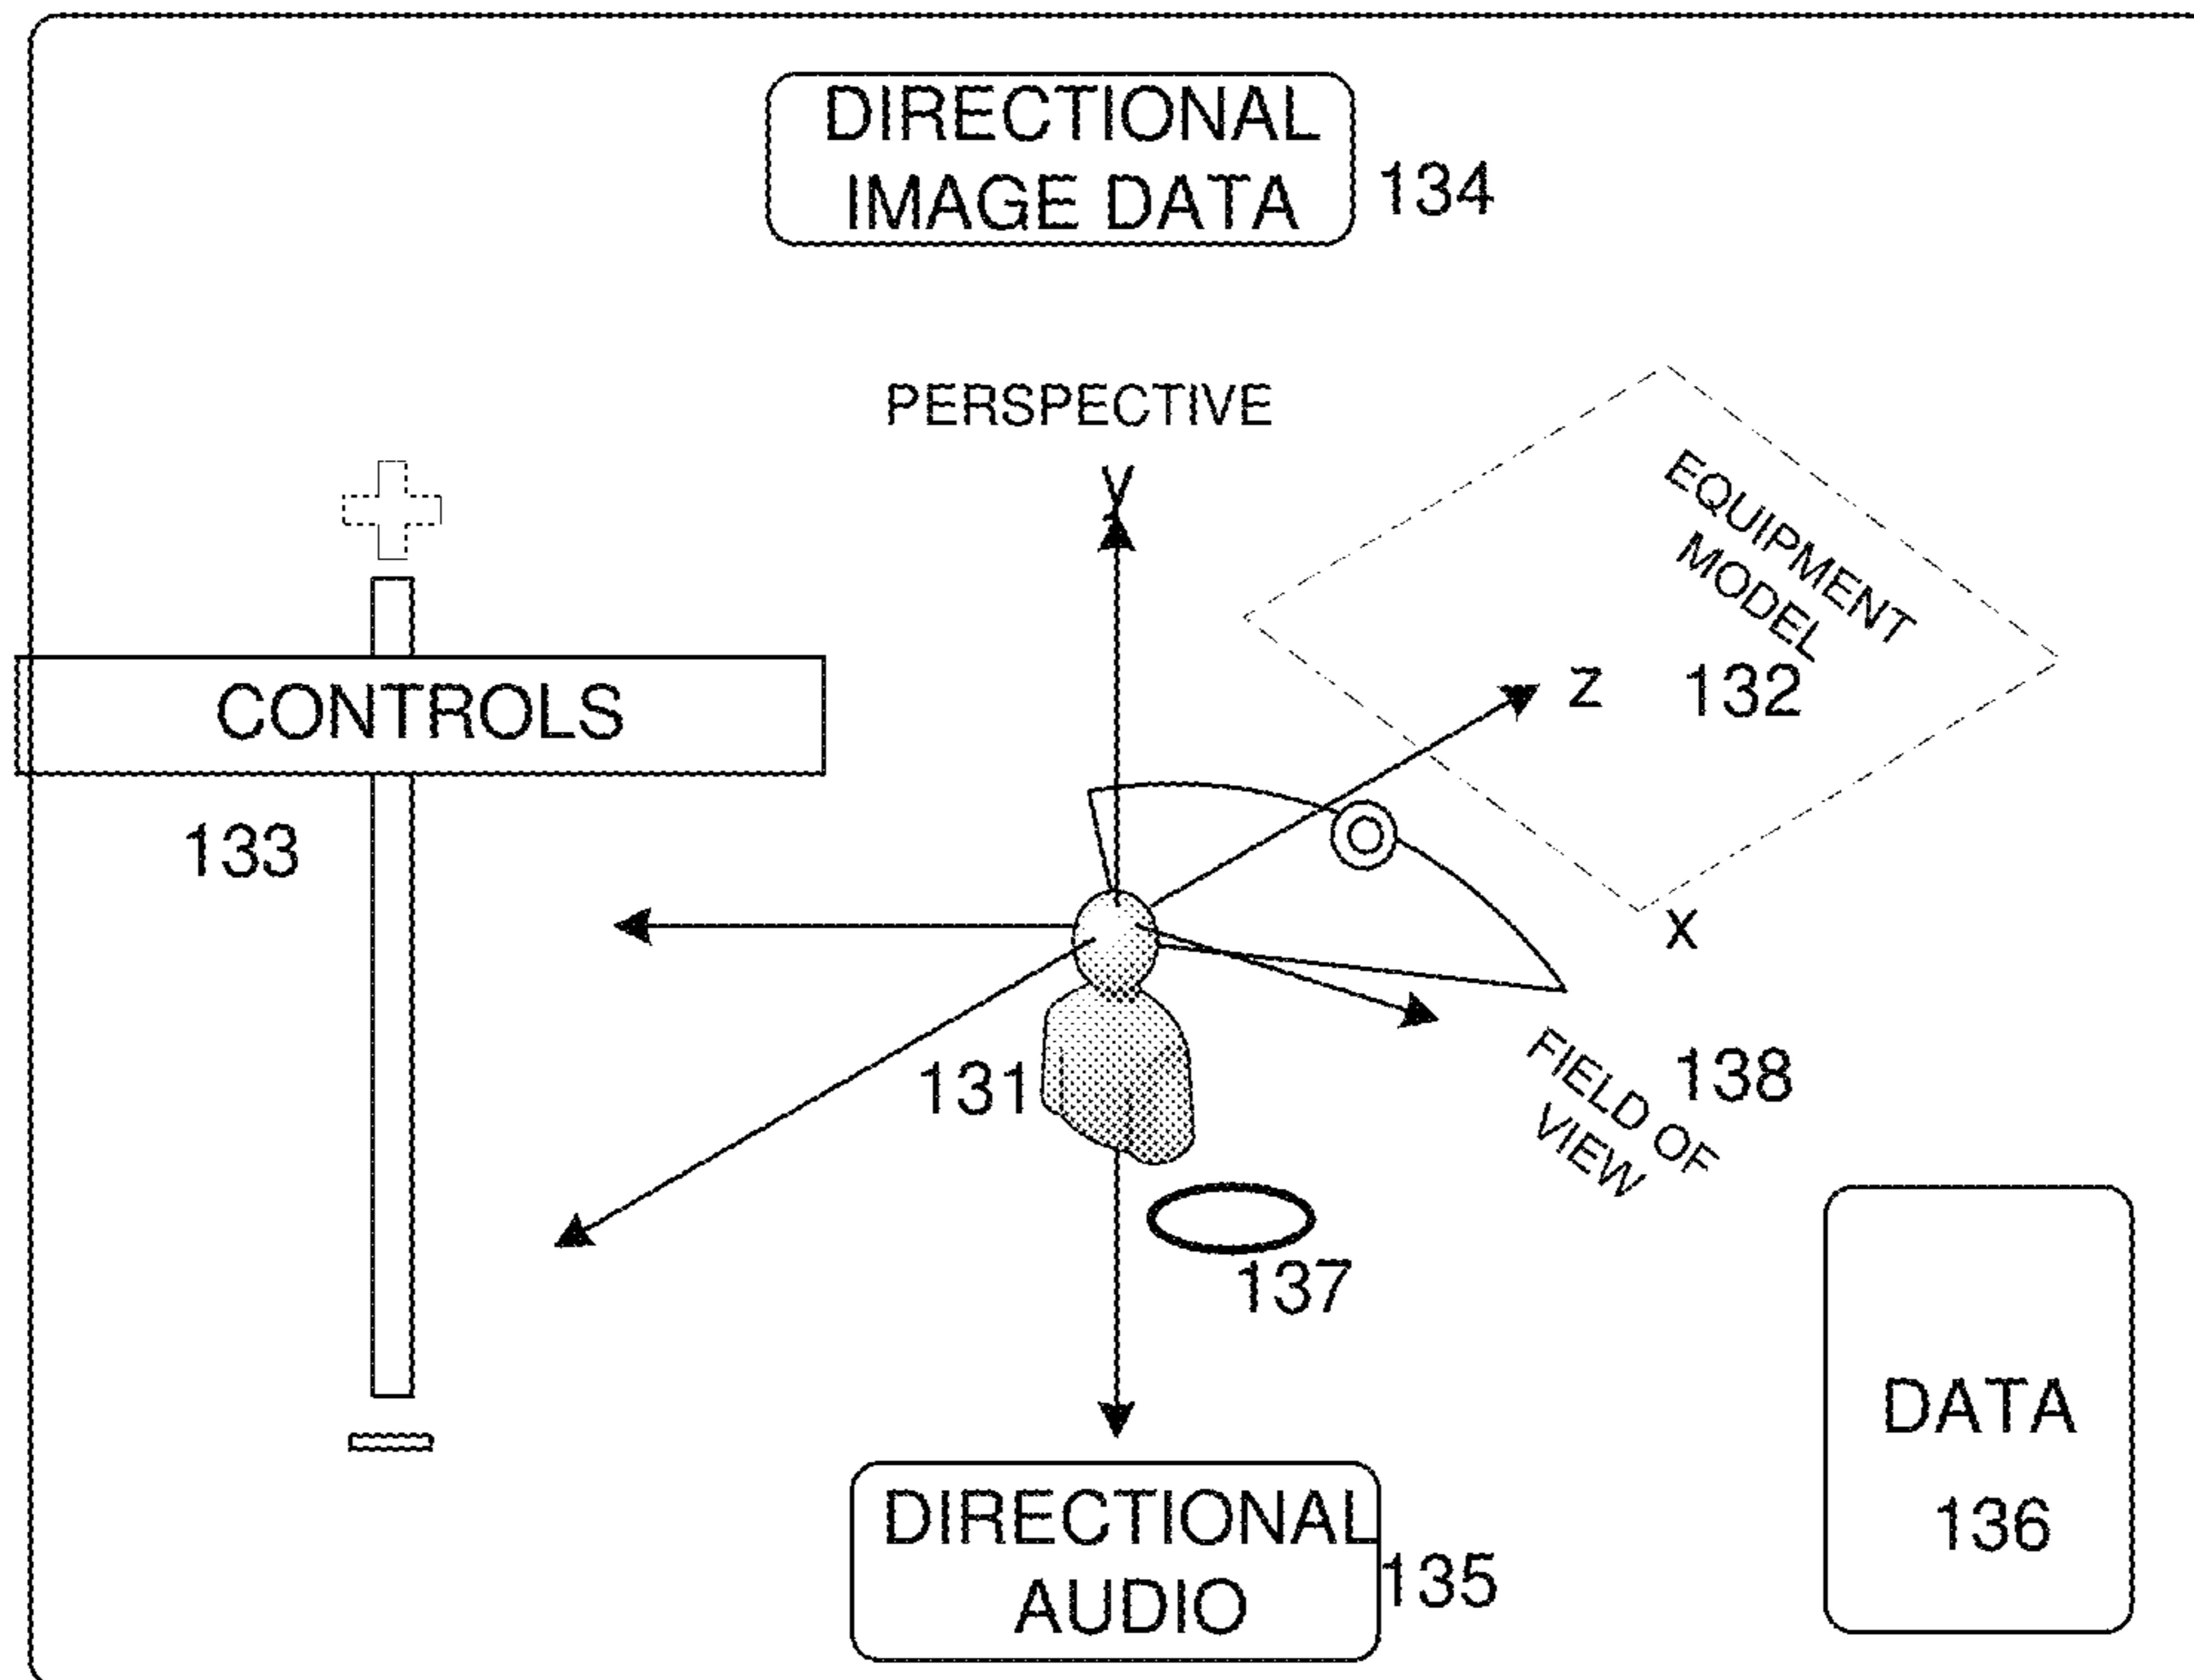 DIRECTIONAL
IMAGE DATA
134
PERSPECTIVE
y
EQUIPMENT
MODEL
132
z
CONTROLS
133
x
131
138
FIELD OF
VIEW
137
DATA
136
DIRECTIONAL
AUDIO
135